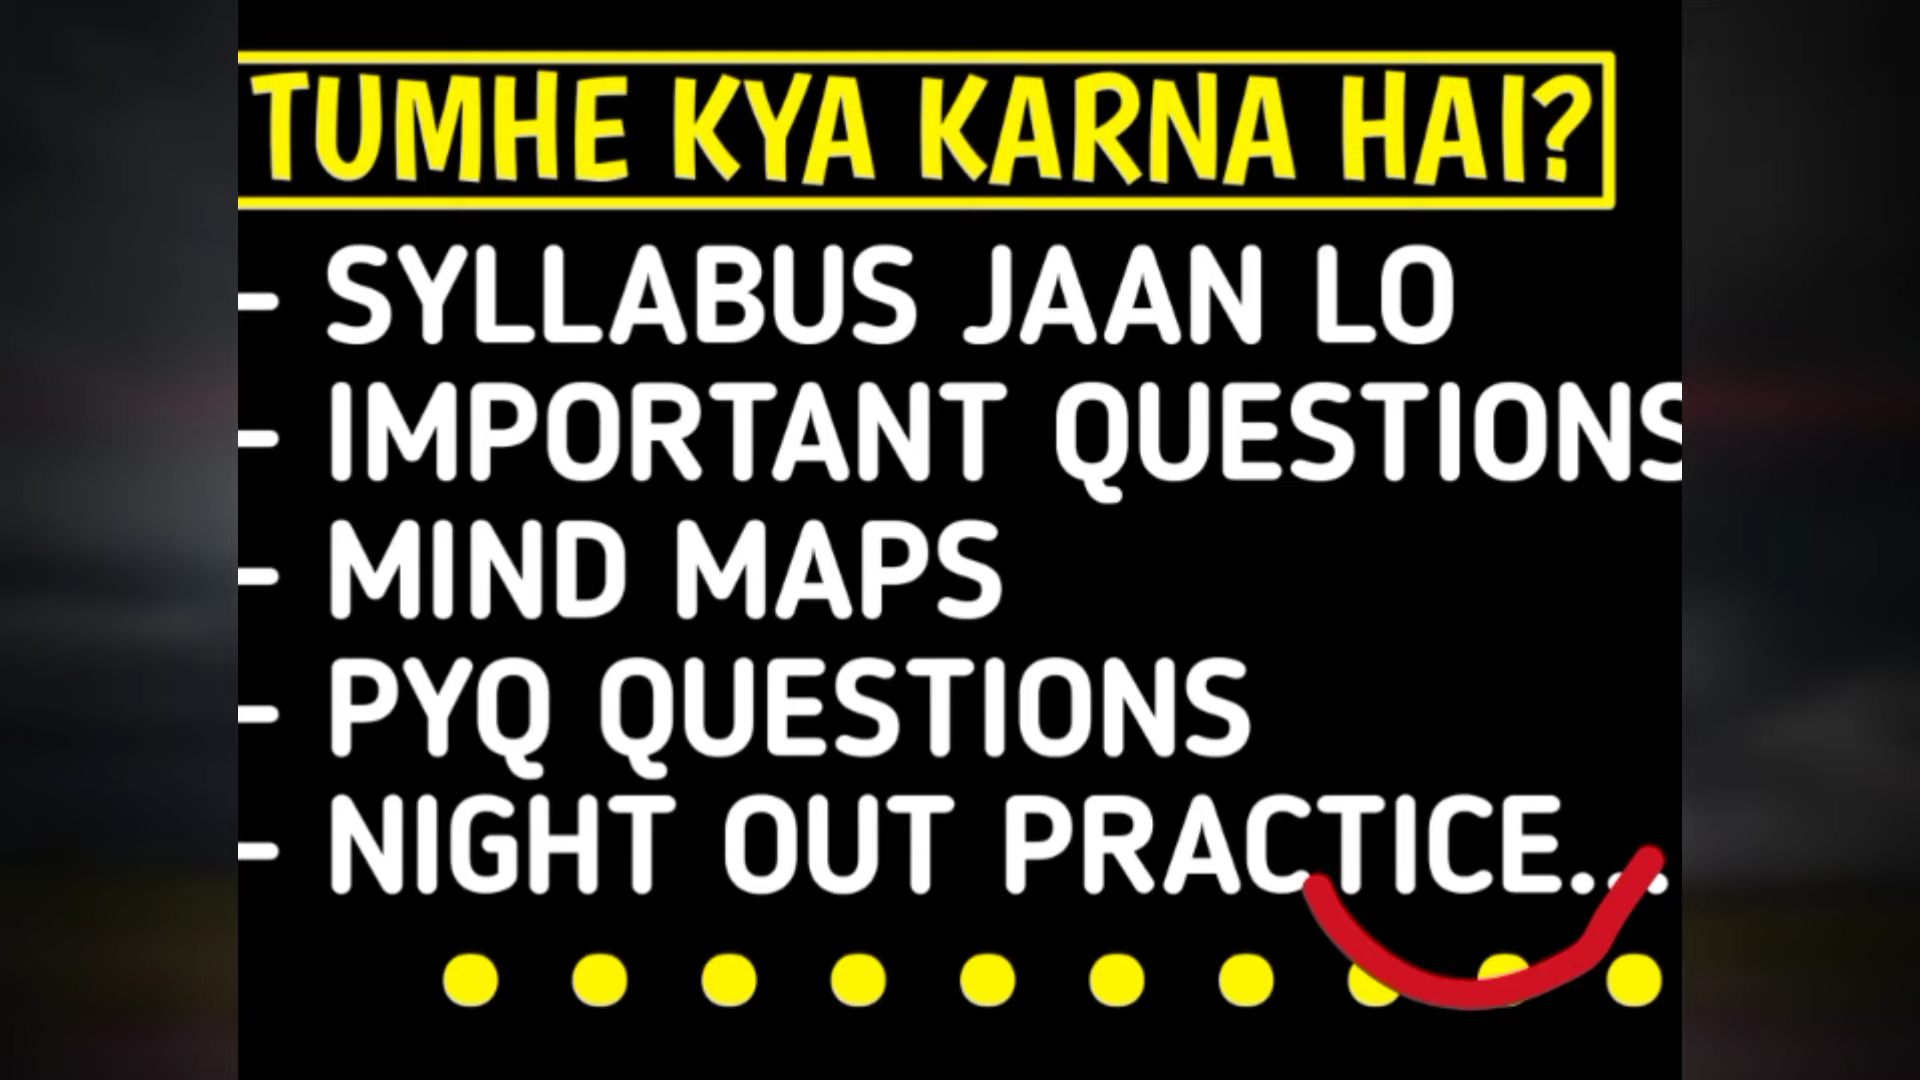 TUMHE KYA KARNA HAI?
- SYLLABUS JAAN LO
- IMPORTANT QUESTIONS
- MIND MAPS
- PYQ QUESTIONS
- NIGHT OUT PRACTICE...